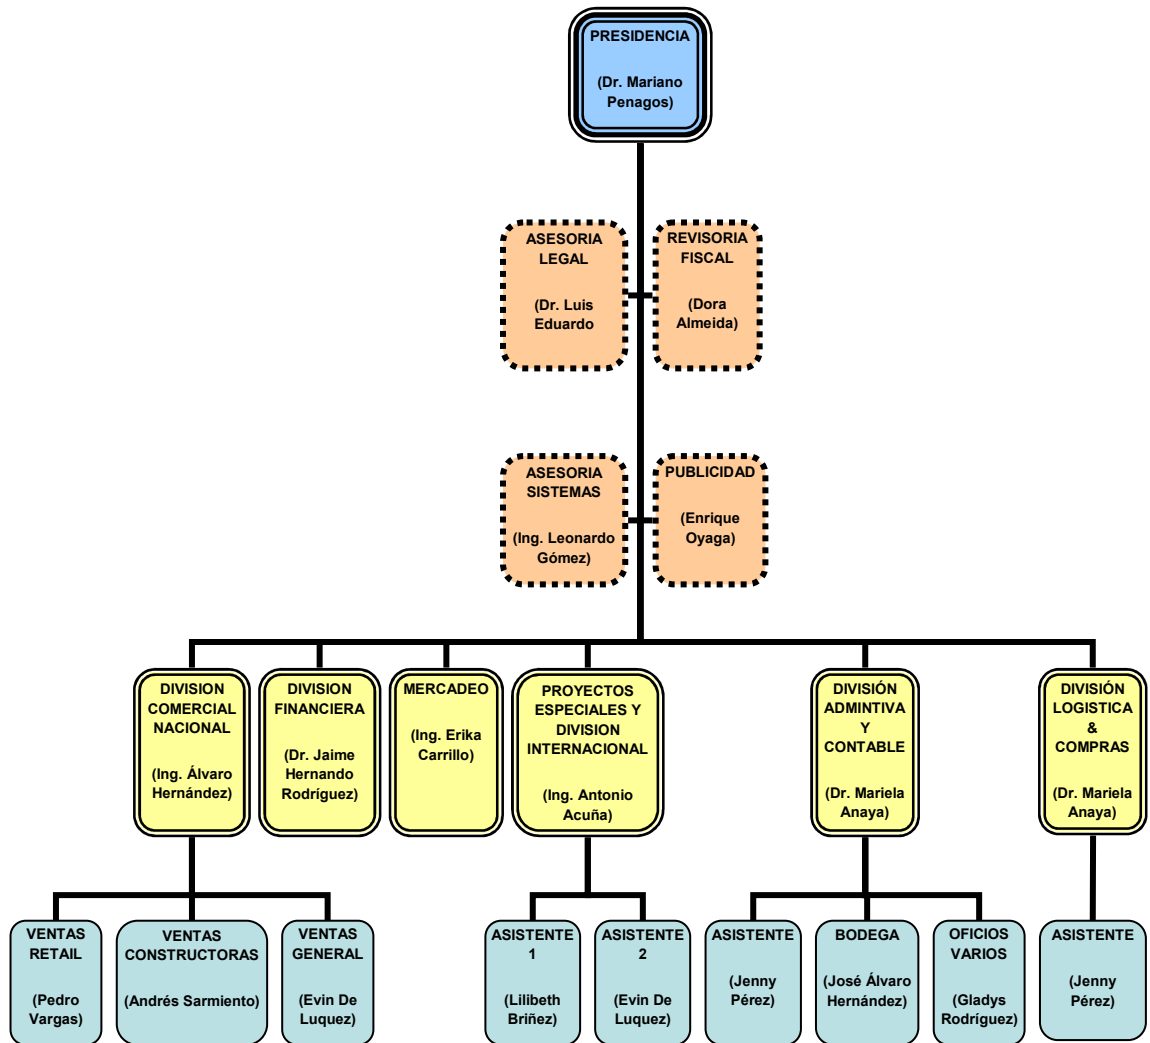 PRESIDENCIA
(Dr. Mariano
Penagos)
ASESORIA
LEGAL
(Dr. Luis
Eduardo
REVISORIA
FISCAL
(Dora
Almeida)
ASESORIA
SISTEMAS
(Ing. Leonardo
Gómez)
PUBLICIDAD
(Enrique
Oyaga)
DIVISION
COMERCIAL
NACIONAL
(Ing. Álvaro
Hernández)
DIVISION
FINANCIERA
(Dr. Jaime
Hernando
Rodríguez)
MERCADEO
(Ing. Erika
Carrillo)
PROYECTOS
ESPECIALES Y
DIVISION
INTERNACIONAL
(Ing. Antonio
Acuña)
DIVISIÓN
ADMINTIVA
Y
CONTABLE
(Dr. Mariela
Anaya)
DIVISIÓN
LOGISTICA
&
COMPRAS
(Dr. Mariela
Anaya)
VENTAS
RETAIL
(Pedro
Vargas)
VENTAS
CONSTRUCTORAS
(Andrés Sarmiento)
VENTAS
GENERAL
(Evin De
Luquez)
ASISTENTE
1
(Lilibeth
Briñez)
ASISTENTE
2
(Evin De
Luquez)
ASISTENTE
(Jenny
Pérez)
BODEGA
(José Álvaro
Hernández)
OFICIOS
VARIOS
(Gladys
Rodríguez)
ASISTENTE
(Jenny
Pérez)